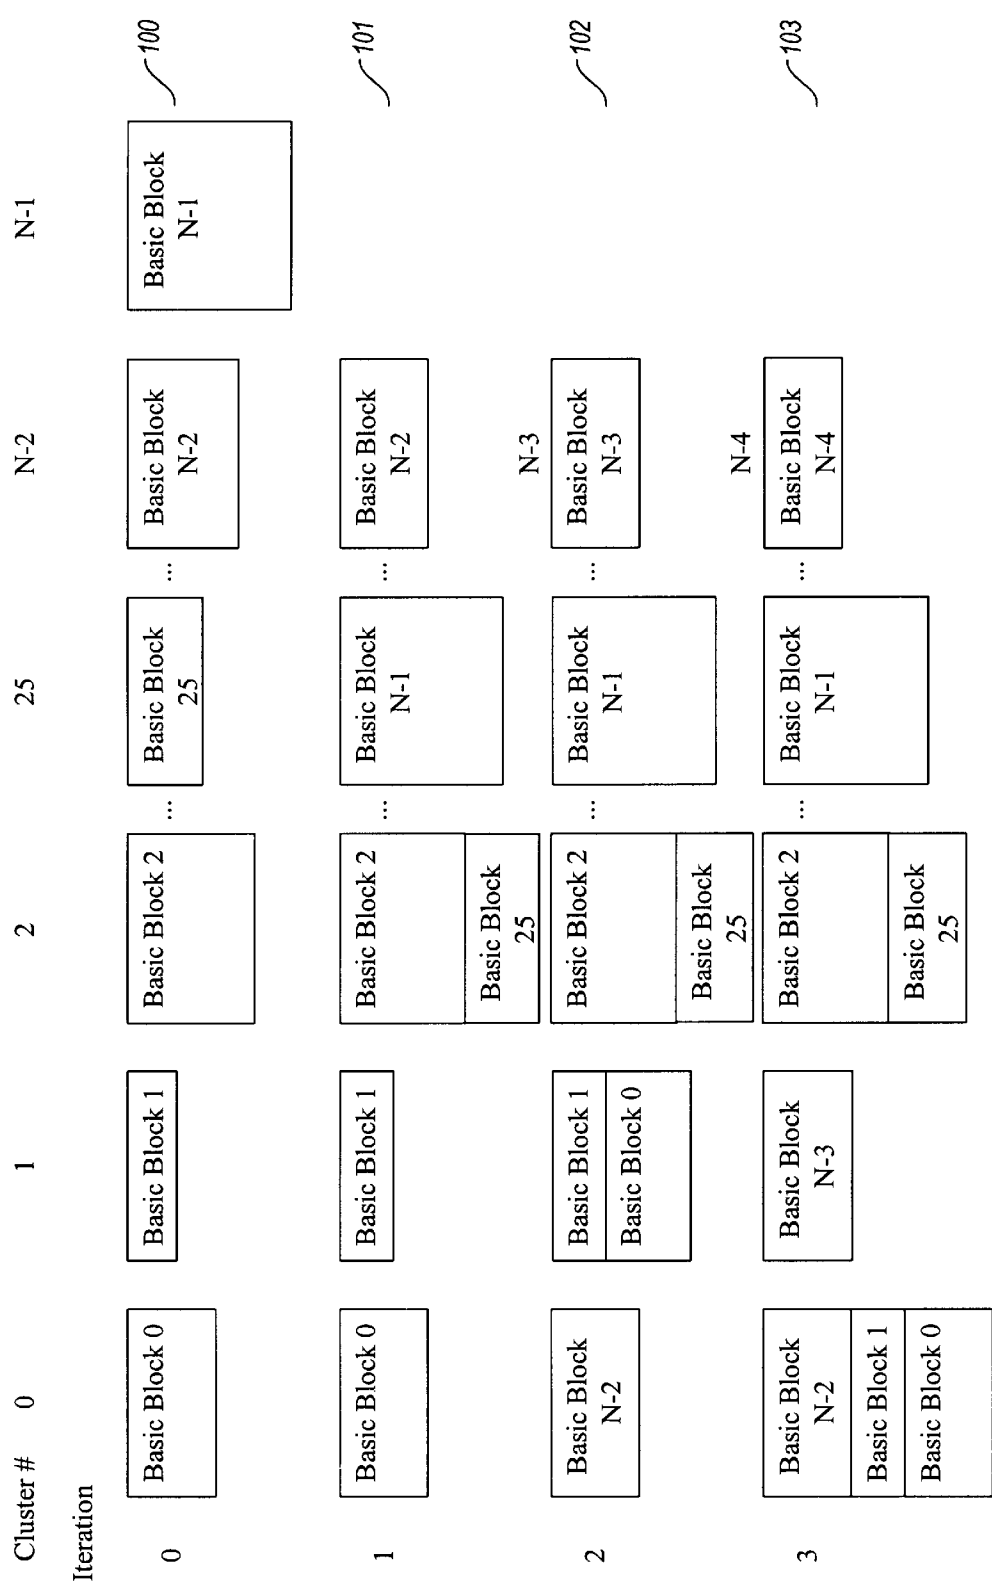 Cluster # 0 1 2 25 N-2 N-1
Iteration
0
Basic Block 0
Basic Block 1
Basic Block 2
...
Basic Block
25
...
Basic Block
N-2
Basic Block
N-1
100
1
Basic Block 0
Basic Block 1
Basic Block 2
Basic Block
25
...
Basic Block
N-1
...
Basic Block
N-2
101
N-3
2
Basic Block
N-2
Basic Block 1
Basic Block 0
Basic Block 2
Basic Block
25
...
Basic Block
N-1
...
Basic Block
N-3
102
N-4
3
Basic Block
N-2
Basic Block 1
Basic Block 0
Basic Block
N-3
Basic Block 2
Basic Block
25
...
Basic Block
N-1
...
Basic Block
N-4
103